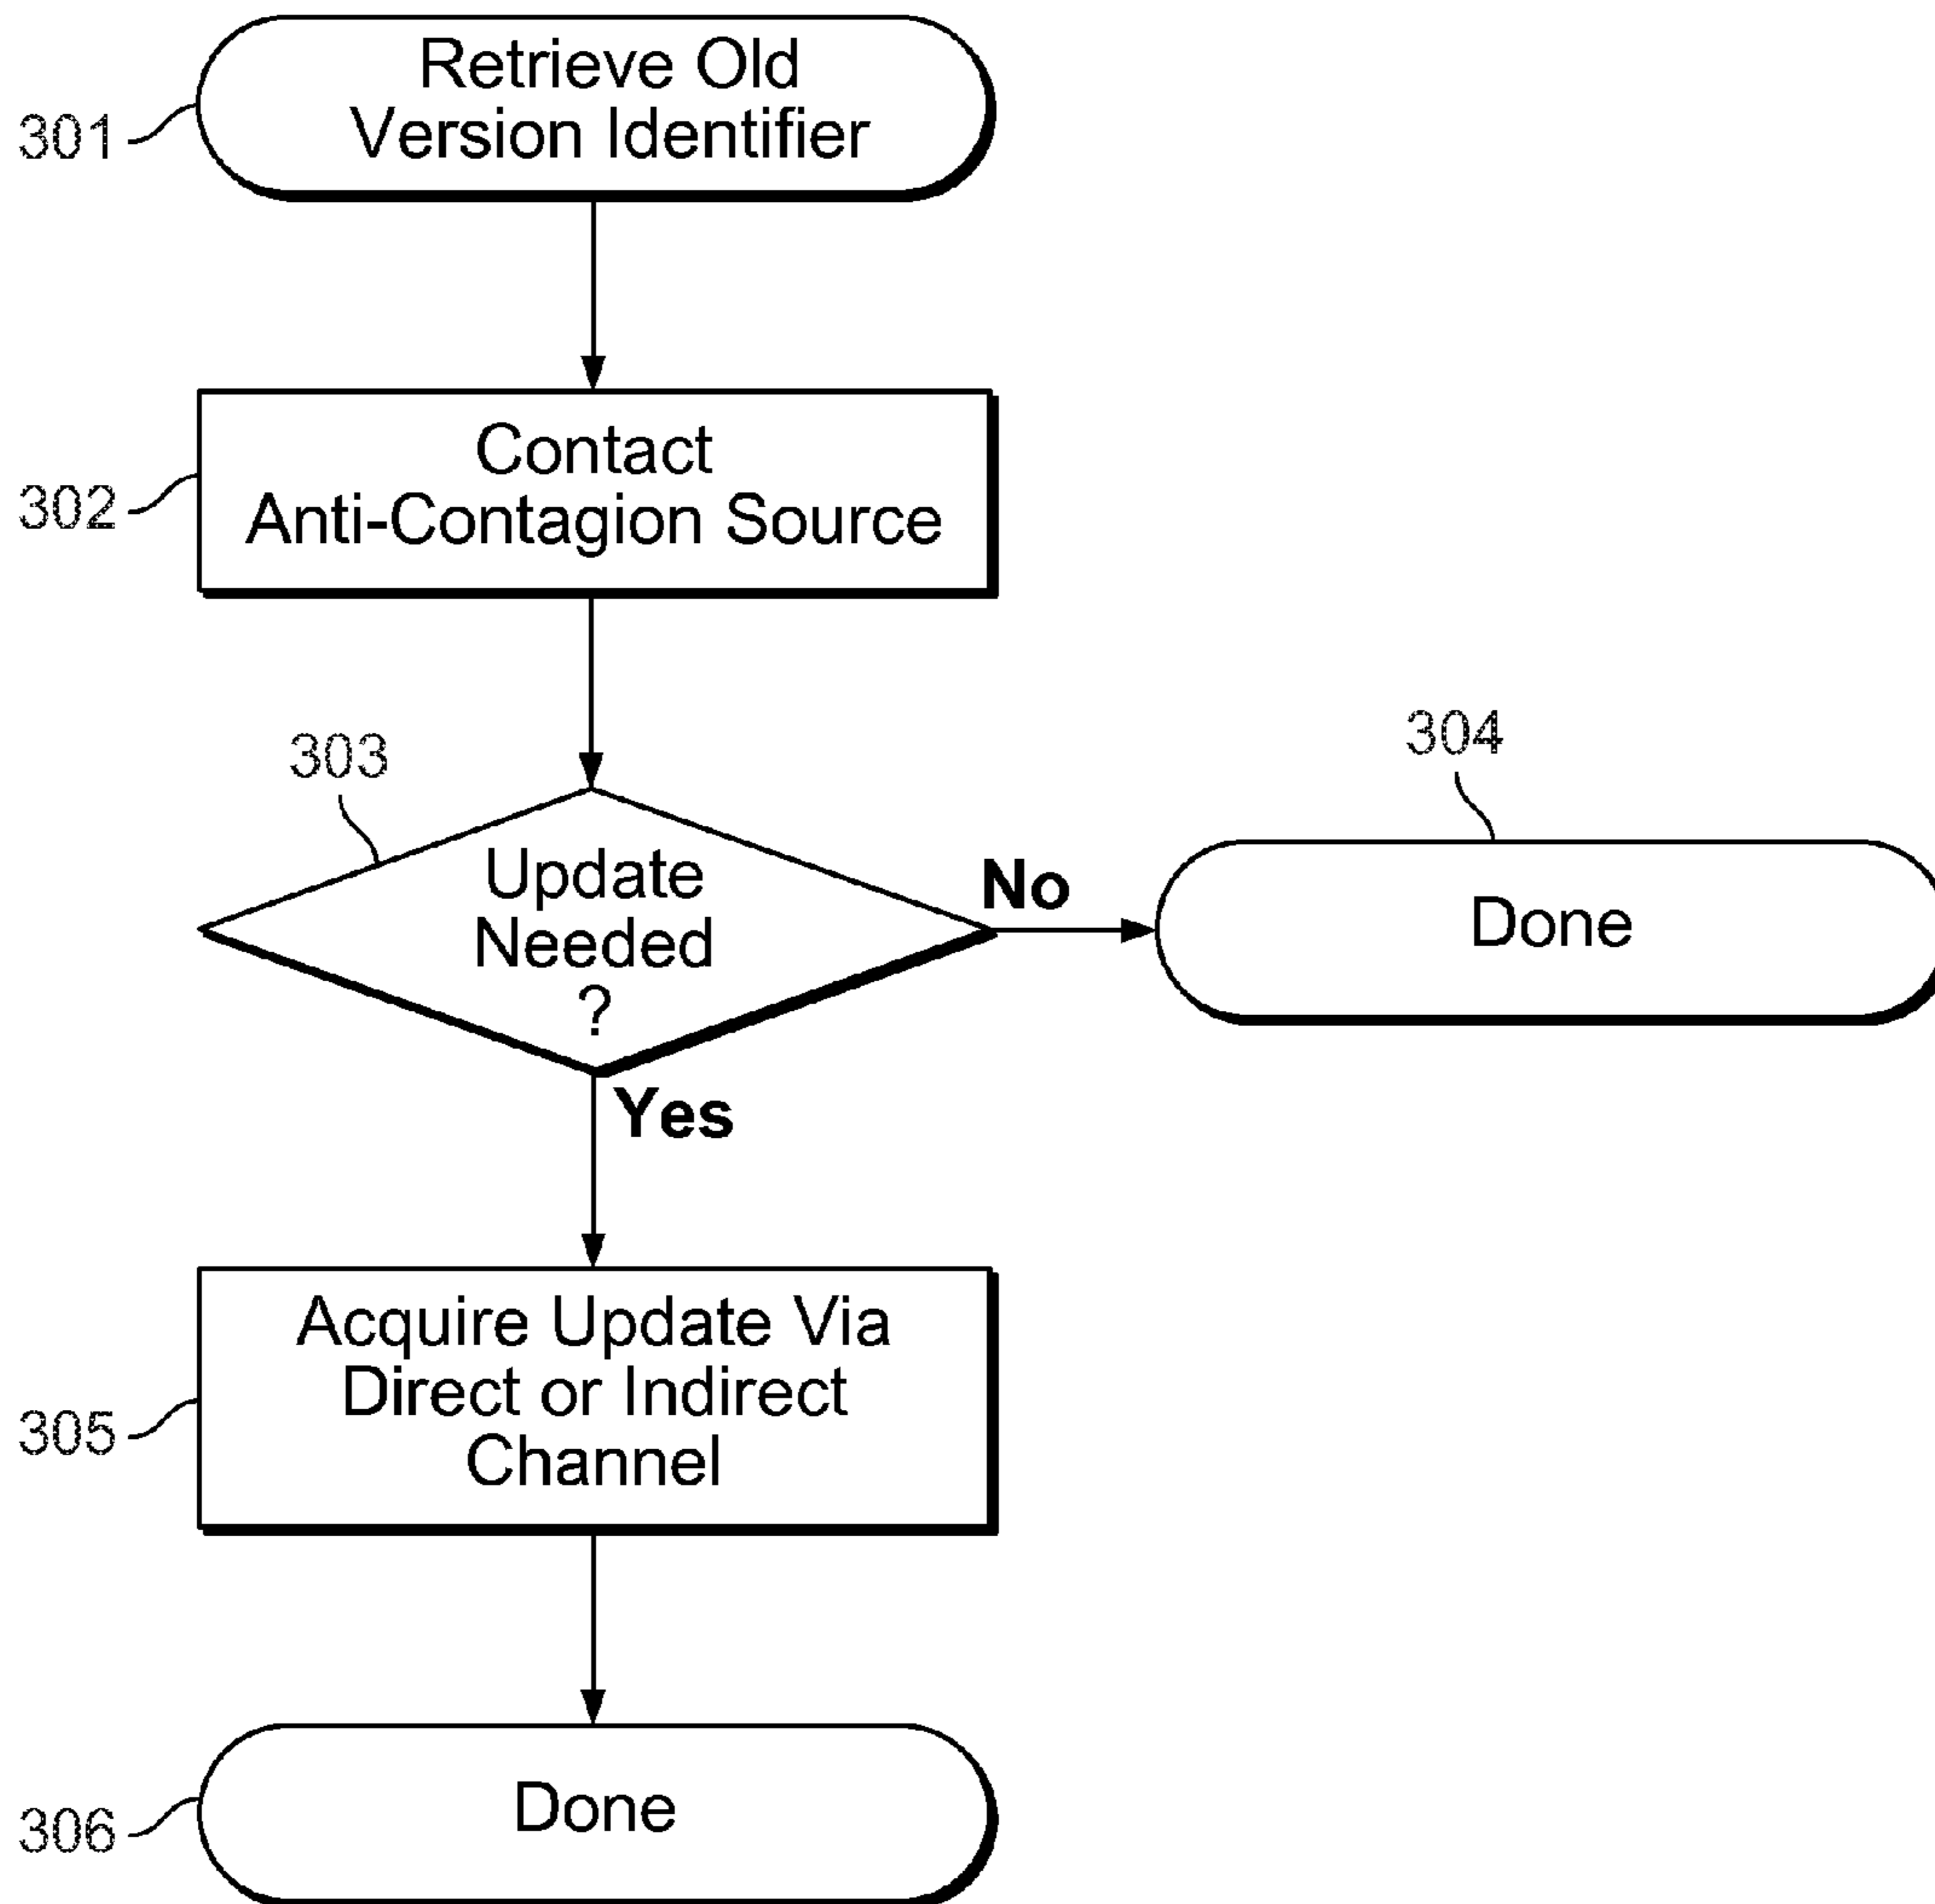 Retrieve Old
Version Identifier
301
Contact
Anti-Contagion Source
302
303
Update
Needed
?
No
304
Done
Yes
Acquire Update Via
Direct or Indirect
Channel
305
Done
306